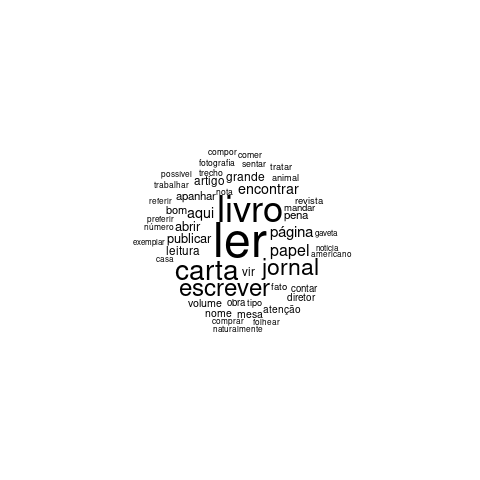 compor comer
fotografia sentar tratar
possivel trecho grande animal
trabalhar artigo encontrar
nota
referir apanhar livro revista
bom aqui mandar
preferir pena
número abrir ler página gaveta
exemplar publicar papel noticia
casa leitura americano
carta vir jornal
escrever fato contar
volume obra tipo diretor
nome mesa atenção
comprar folhear
naturalmente